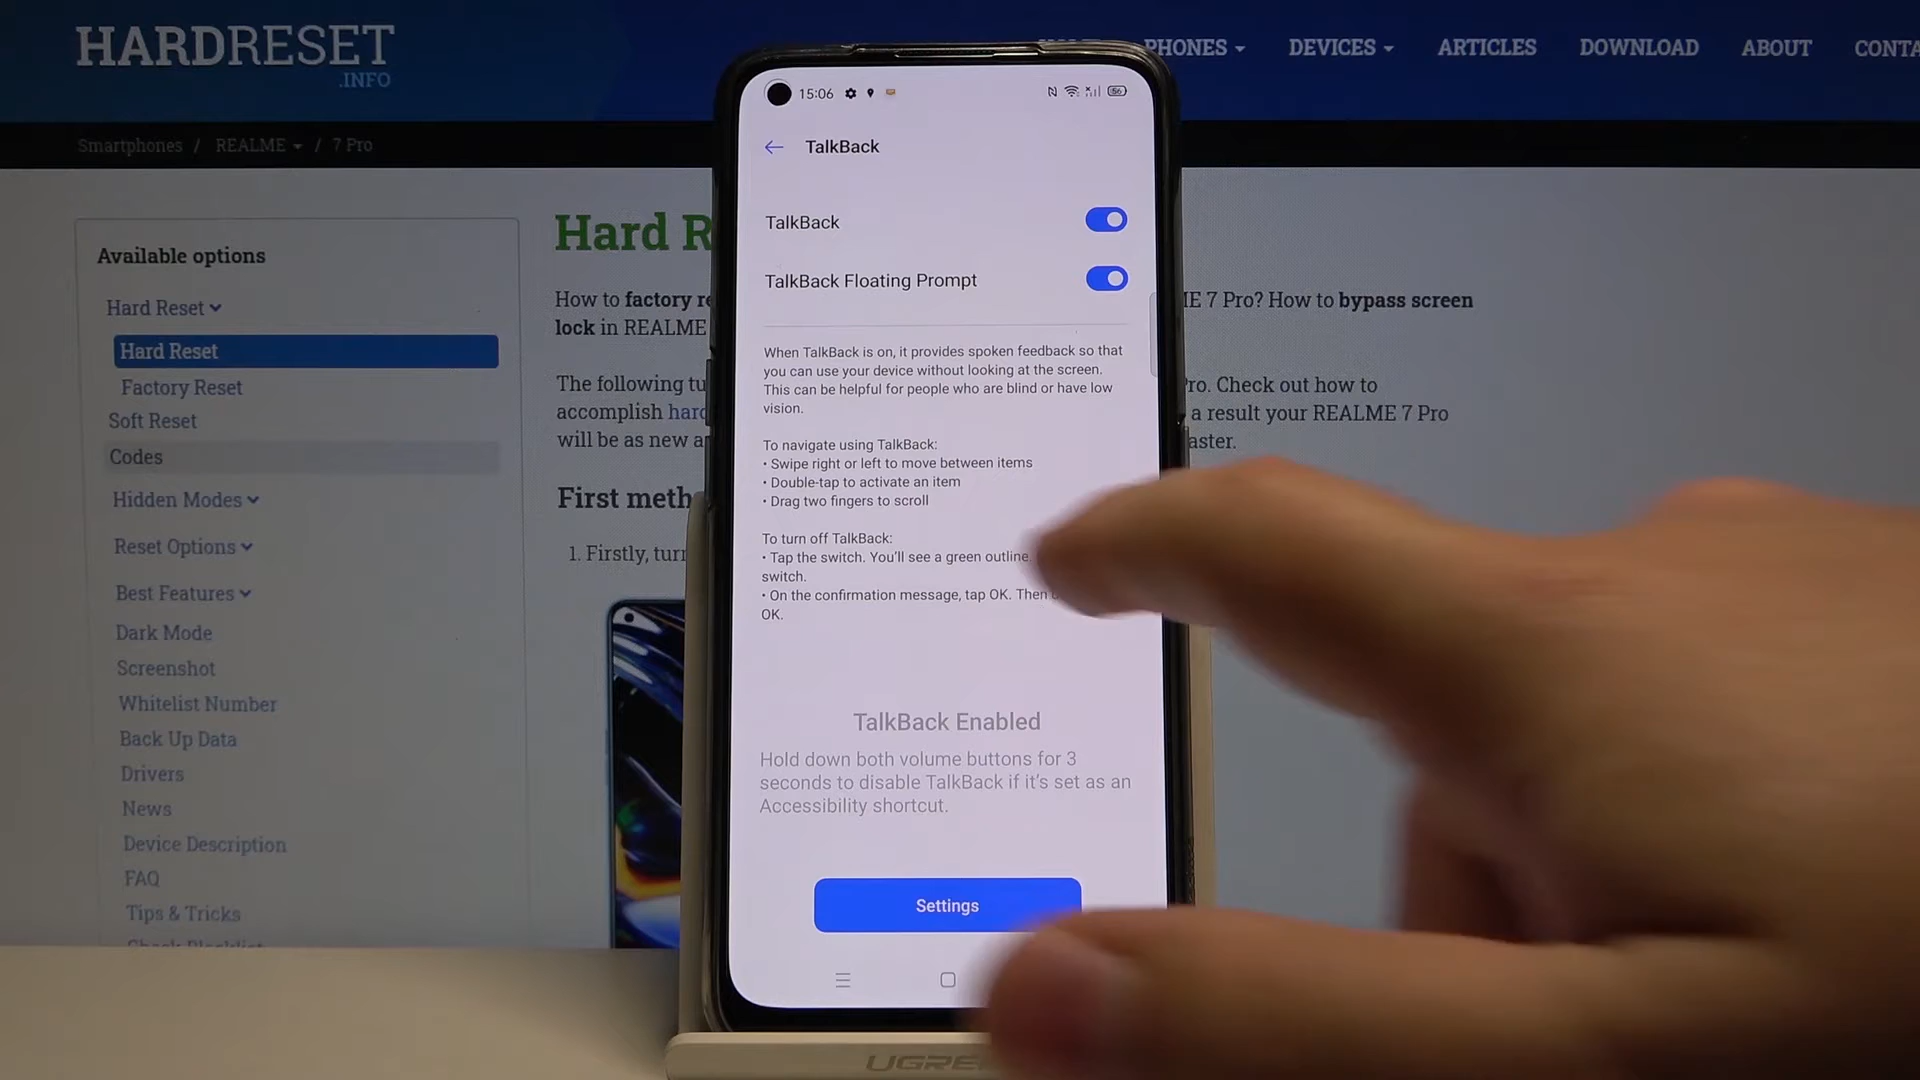 HARDRESET
.INFO
PHONES
DEVICES
ARTICLES
DOWNLOAD
ABOUT
CONTA
Smartphones / REALME / 7 Pro
Available options
Hard Reset
Hard Reset
Factory Reset
Soft Reset
Codes
Hidden Modes
Reset Options
Best Features
Dark Mode
Screenshot
Whitelist Number
Back Up Data
Drivers
News
Device Description
FAQ
Tips & Tricks
Check Blacklist
Hard R
How to factory re
E 7 Pro? How to bypass screen
lock in REALME
The following tu
ro. Check out how to
accomplish hard
a result your REALME 7 Pro
will be as new a
aster.
First meth
1. Firstly, turn
15:06
56
TalkBack
TalkBack
TalkBack Floating Prompt
When TalkBack is on, it provides spoken feedback so that
you can use your device without looking at the screen.
This can be helpful for people who are blind or have low
vision.
To navigate using TalkBack:
• Swipe right or left to move between items
• Double-tap to activate an item
• Drag two fingers to scroll
To turn off TalkBack:
• Tap the switch. You'll see a green outline.
switch.
• On the confirmation message, tap OK. Then
OK.
TalkBack Enabled
Hold down both volume buttons for 3
seconds to disable TalkBack if it's set as an
Accessibility shortcut.
Settings
UGREE